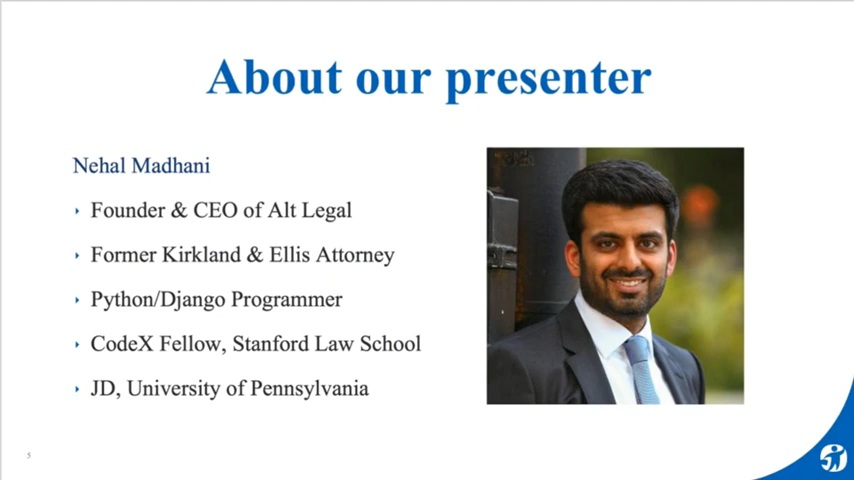 About our presenter
Nehal Madhani
Founder & CEO of Alt Legal
Former Kirkland & Ellis Attorney
Python/Django Programmer
CodeX Fellow, Stanford Law School
JD, University of Pennsylvania
5